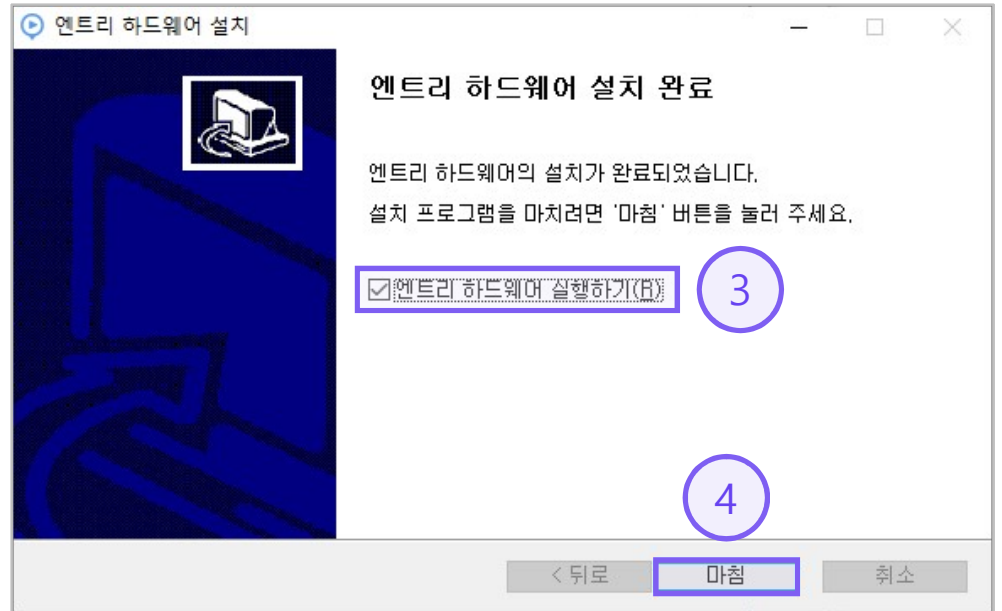 엔트리 하드웨어 설치
엔트리 하드웨어 설치 완료
엔트리 하드웨어의 설치가 완료되었습니다.
설치 프로그램을 마치려면 '마침' 버튼을 눌러 주세요.
엔트리 하드웨어 실행하기(R)
3
4
< 뒤로 마침 취소